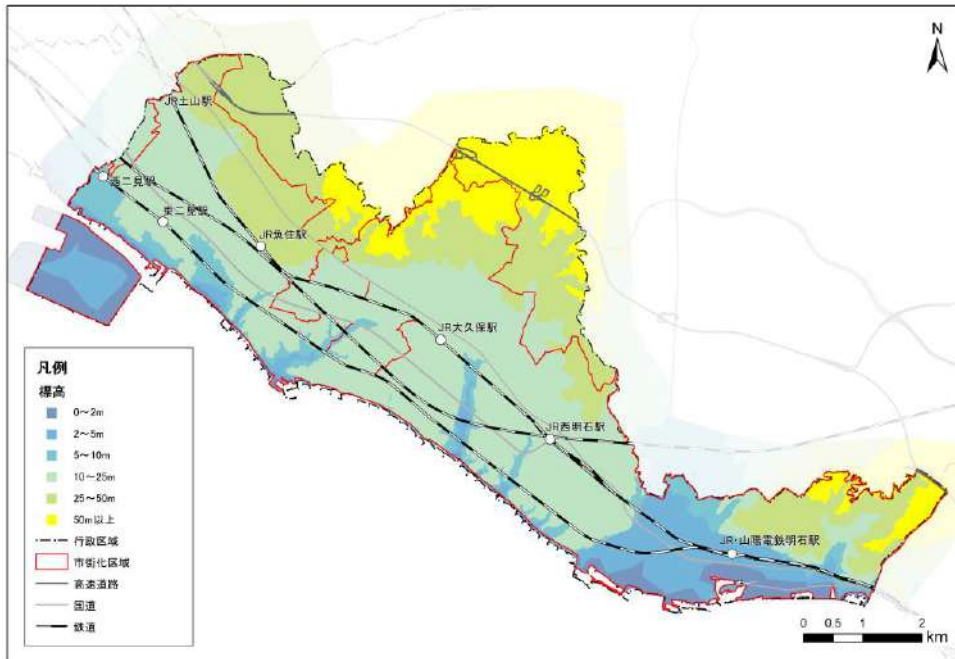 N
JR土山駅
西二見駅
東二見駅
JR魚住駅
JR大久保駅
JR西明石駅
JR・山陽電鉄明石駅
凡例
標高
0～2m
2～5m
5～10m
10～25m
25～50m
50m以上
行政区域
市街化区域
高速道路
国道
鉄道
0 0.5 1 2
km